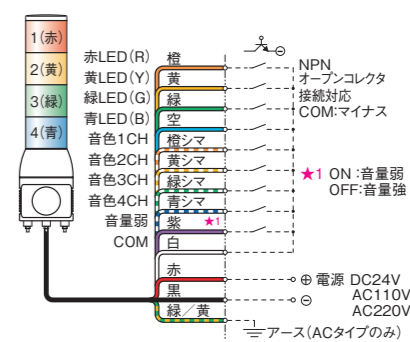 1(赤)
2(黄)
3(緑)
4(青)
赤LED(R) 橙
黄LED(Y) 黄
緑LED(G) 緑
青LED(B) 空
音色1CH 橙シマ
音色2CH 黄シマ
音色3CH 緑シマ
音色4CH 青シマ
音量弱 紫 ★1
COM 白
赤
黒
緑/黄
⊖
NPN
オープンコレクタ
接続対応
COM:マイナス
★1 ON:音量弱
OFF:音量強
⊕ 電源 DC24V
⊖ AC110V
AC220V
アース(ACタイプのみ)